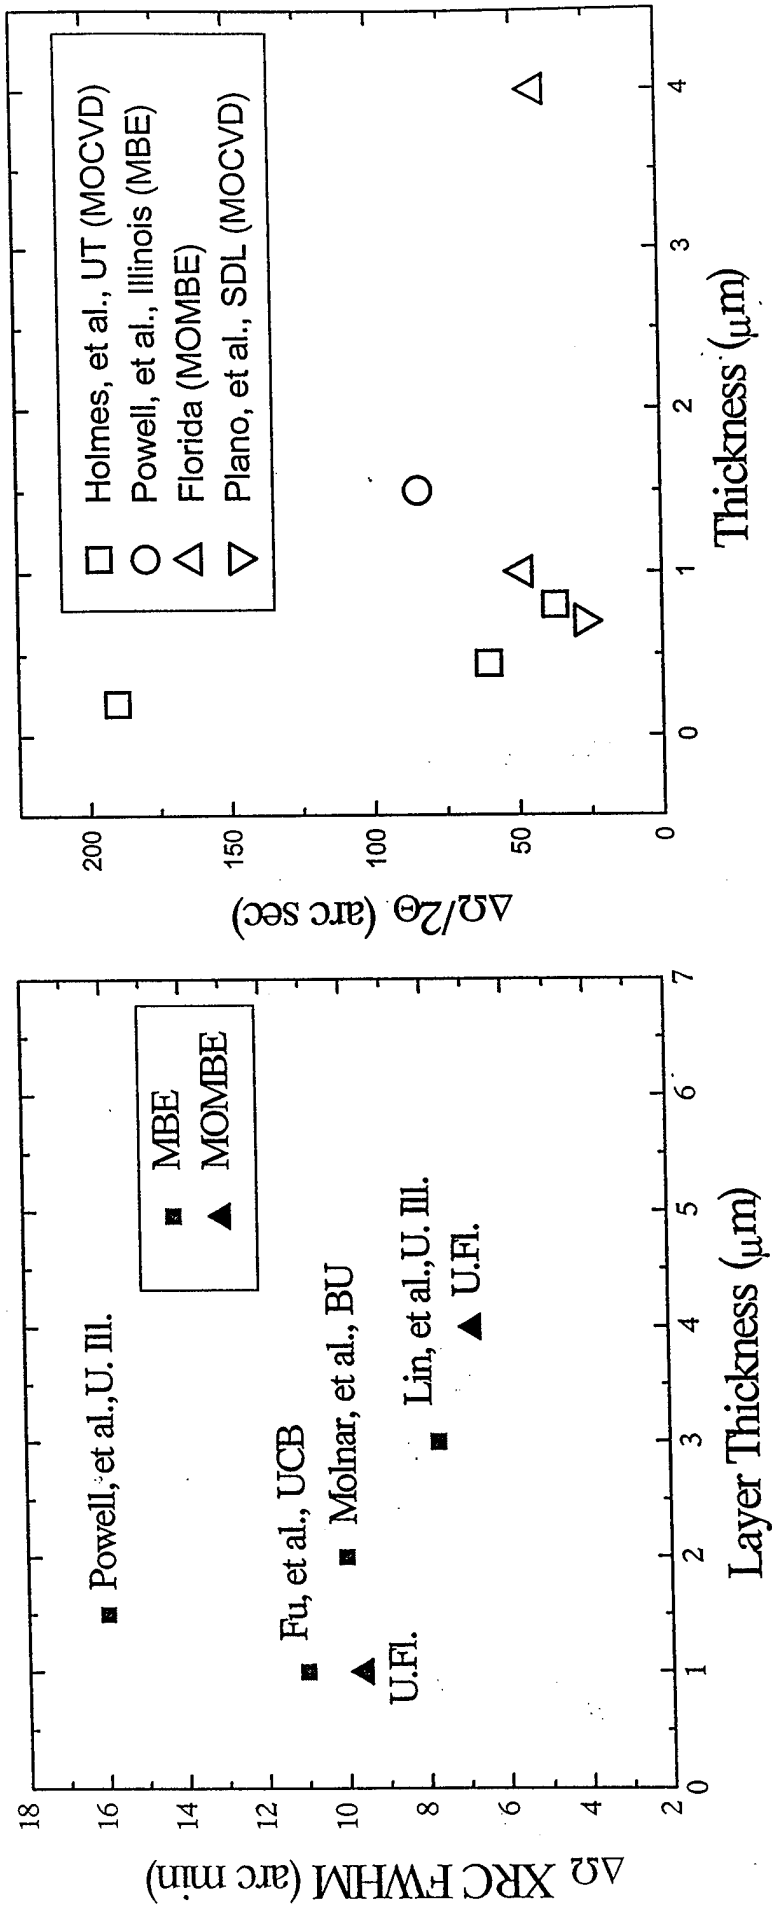 ΔΩ XRC FWHM (arc min)
18
16
14
12
10
8
6
4
2
0
1
2
3
4
5
6
7
Layer Thickness (μm)
MBE
MOMBE
Powell, et al., U. Ill.
Fu, et al., UCB
Molnar, et al., BU
Lin, et al., U. Ill.
U.Fl.
U.Fl.
ΔΩ/2Θ (arc sec)
200
150
100
50
0
0
1
2
3
4
Thickness (μm)
Holmes, et al., UT (MOCVD)
Powell, et al., Illinois (MBE)
Florida (MOMBE)
Plano, et al., SDL (MOCVD)